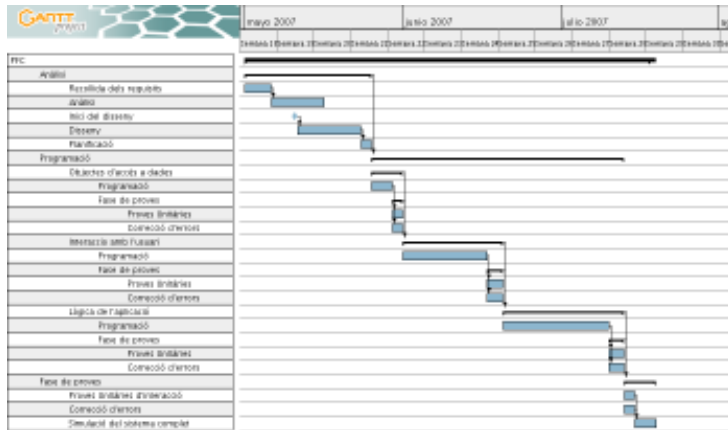 GANTT
project
mayo 2007
junio 2007
julio 2007
PFC
Anàlisi
Recollida dels requisits
Anàlisi
Inici del disseny
Disseny
Planificació
Programació
Objectes d'accés a dades
Programació
Fase de proves
Proves Unitàries
Correcció d'errors
Interacció amb l'usuari
Programació
Fase de proves
Proves Unitàries
Correcció d'errors
Lògica de l'aplicació
Programació
Fase de proves
Proves Unitàries
Correcció d'errors
Fase de proves
Proves Unitàries d'interacció
Correcció d'errors
Simulació del sistema complet